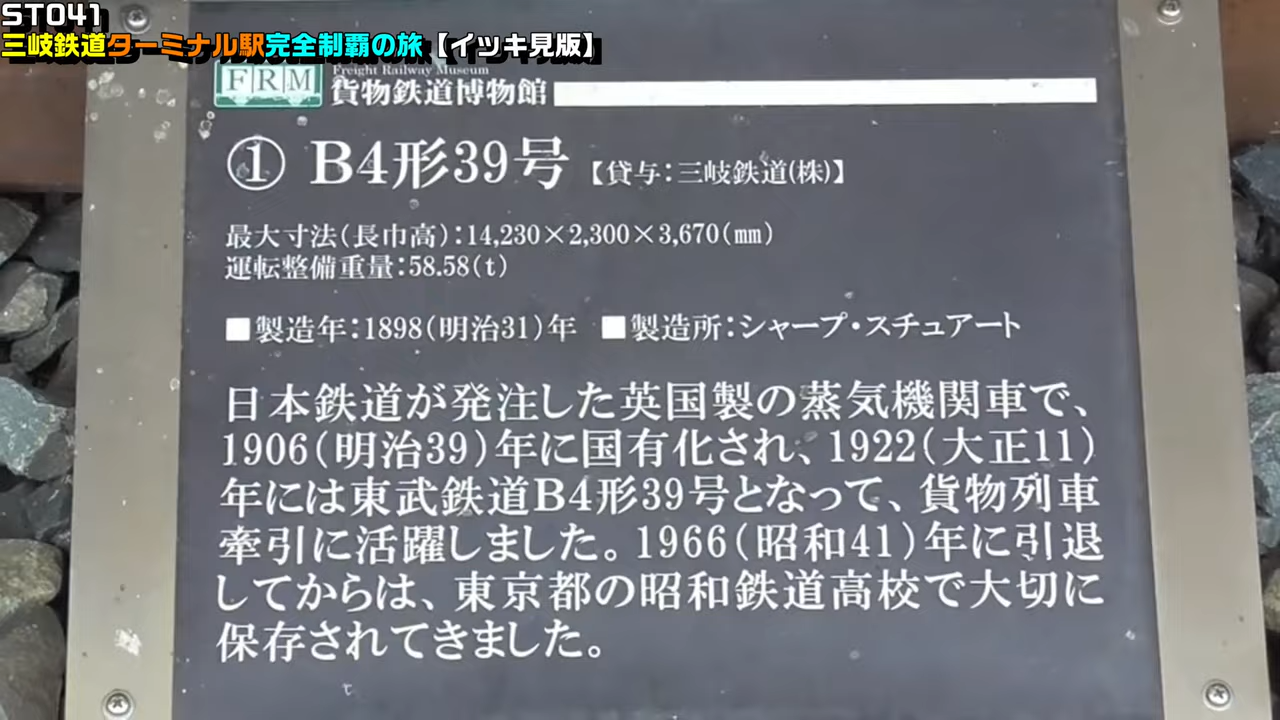 ST041
三岐鉄道ターミナル駅完全制覇の旅【イツキ見版】
FRM
Freight Railway Museum
貨物鉄道博物館
① B4形39号【貸与:三岐鉄道(株)】
最大寸法(長巾高):14,230×2,300×3,670(㎜)
運転整備重量:58.58(t)
■製造年:1898(明治31)年 ■製造所:シャープ・スチュアート
日本鉄道が発注した英国製の蒸気機関車で、
1906(明治39)年に国有化され、1922(大正11)
年には東武鉄道B4形39号となって、貨物列車
牽引に活躍しました。1966(昭和41)年に引退
してからは、東京都の昭和鉄道高校で大切に
保存されてきました。